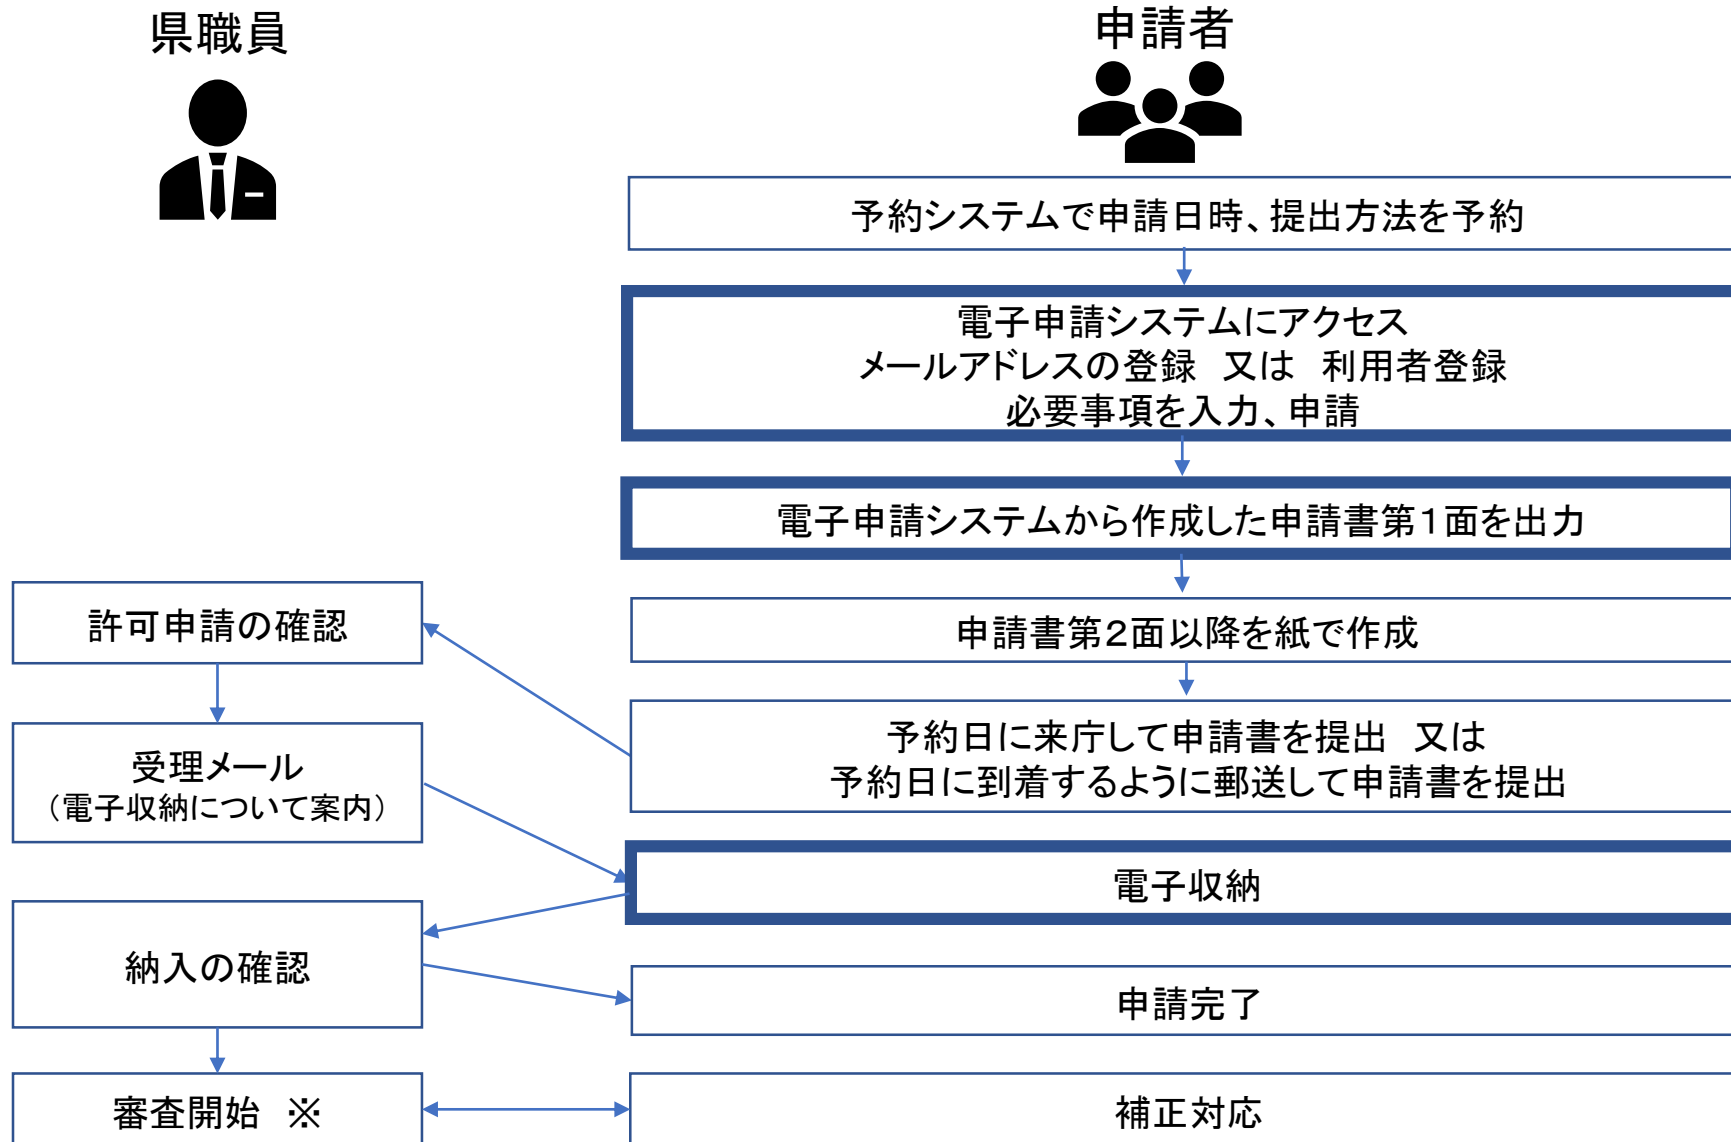 県職員
申請者
予約システムで申請日時、提出方法を予約
電子申請システムにアクセス
メールアドレスの登録　又は　利用者登録
必要事項を入力、申請
電子申請システムから作成した申請書第１面を出力
申請書第２面以降を紙で作成
予約日に来庁して申請書を提出　又は
予約日に到着するように郵送して申請書を提出
許可申請の確認
受理メール
（電子収納について案内）
電子収納
納入の確認
申請完了
審査開始　※
補正対応